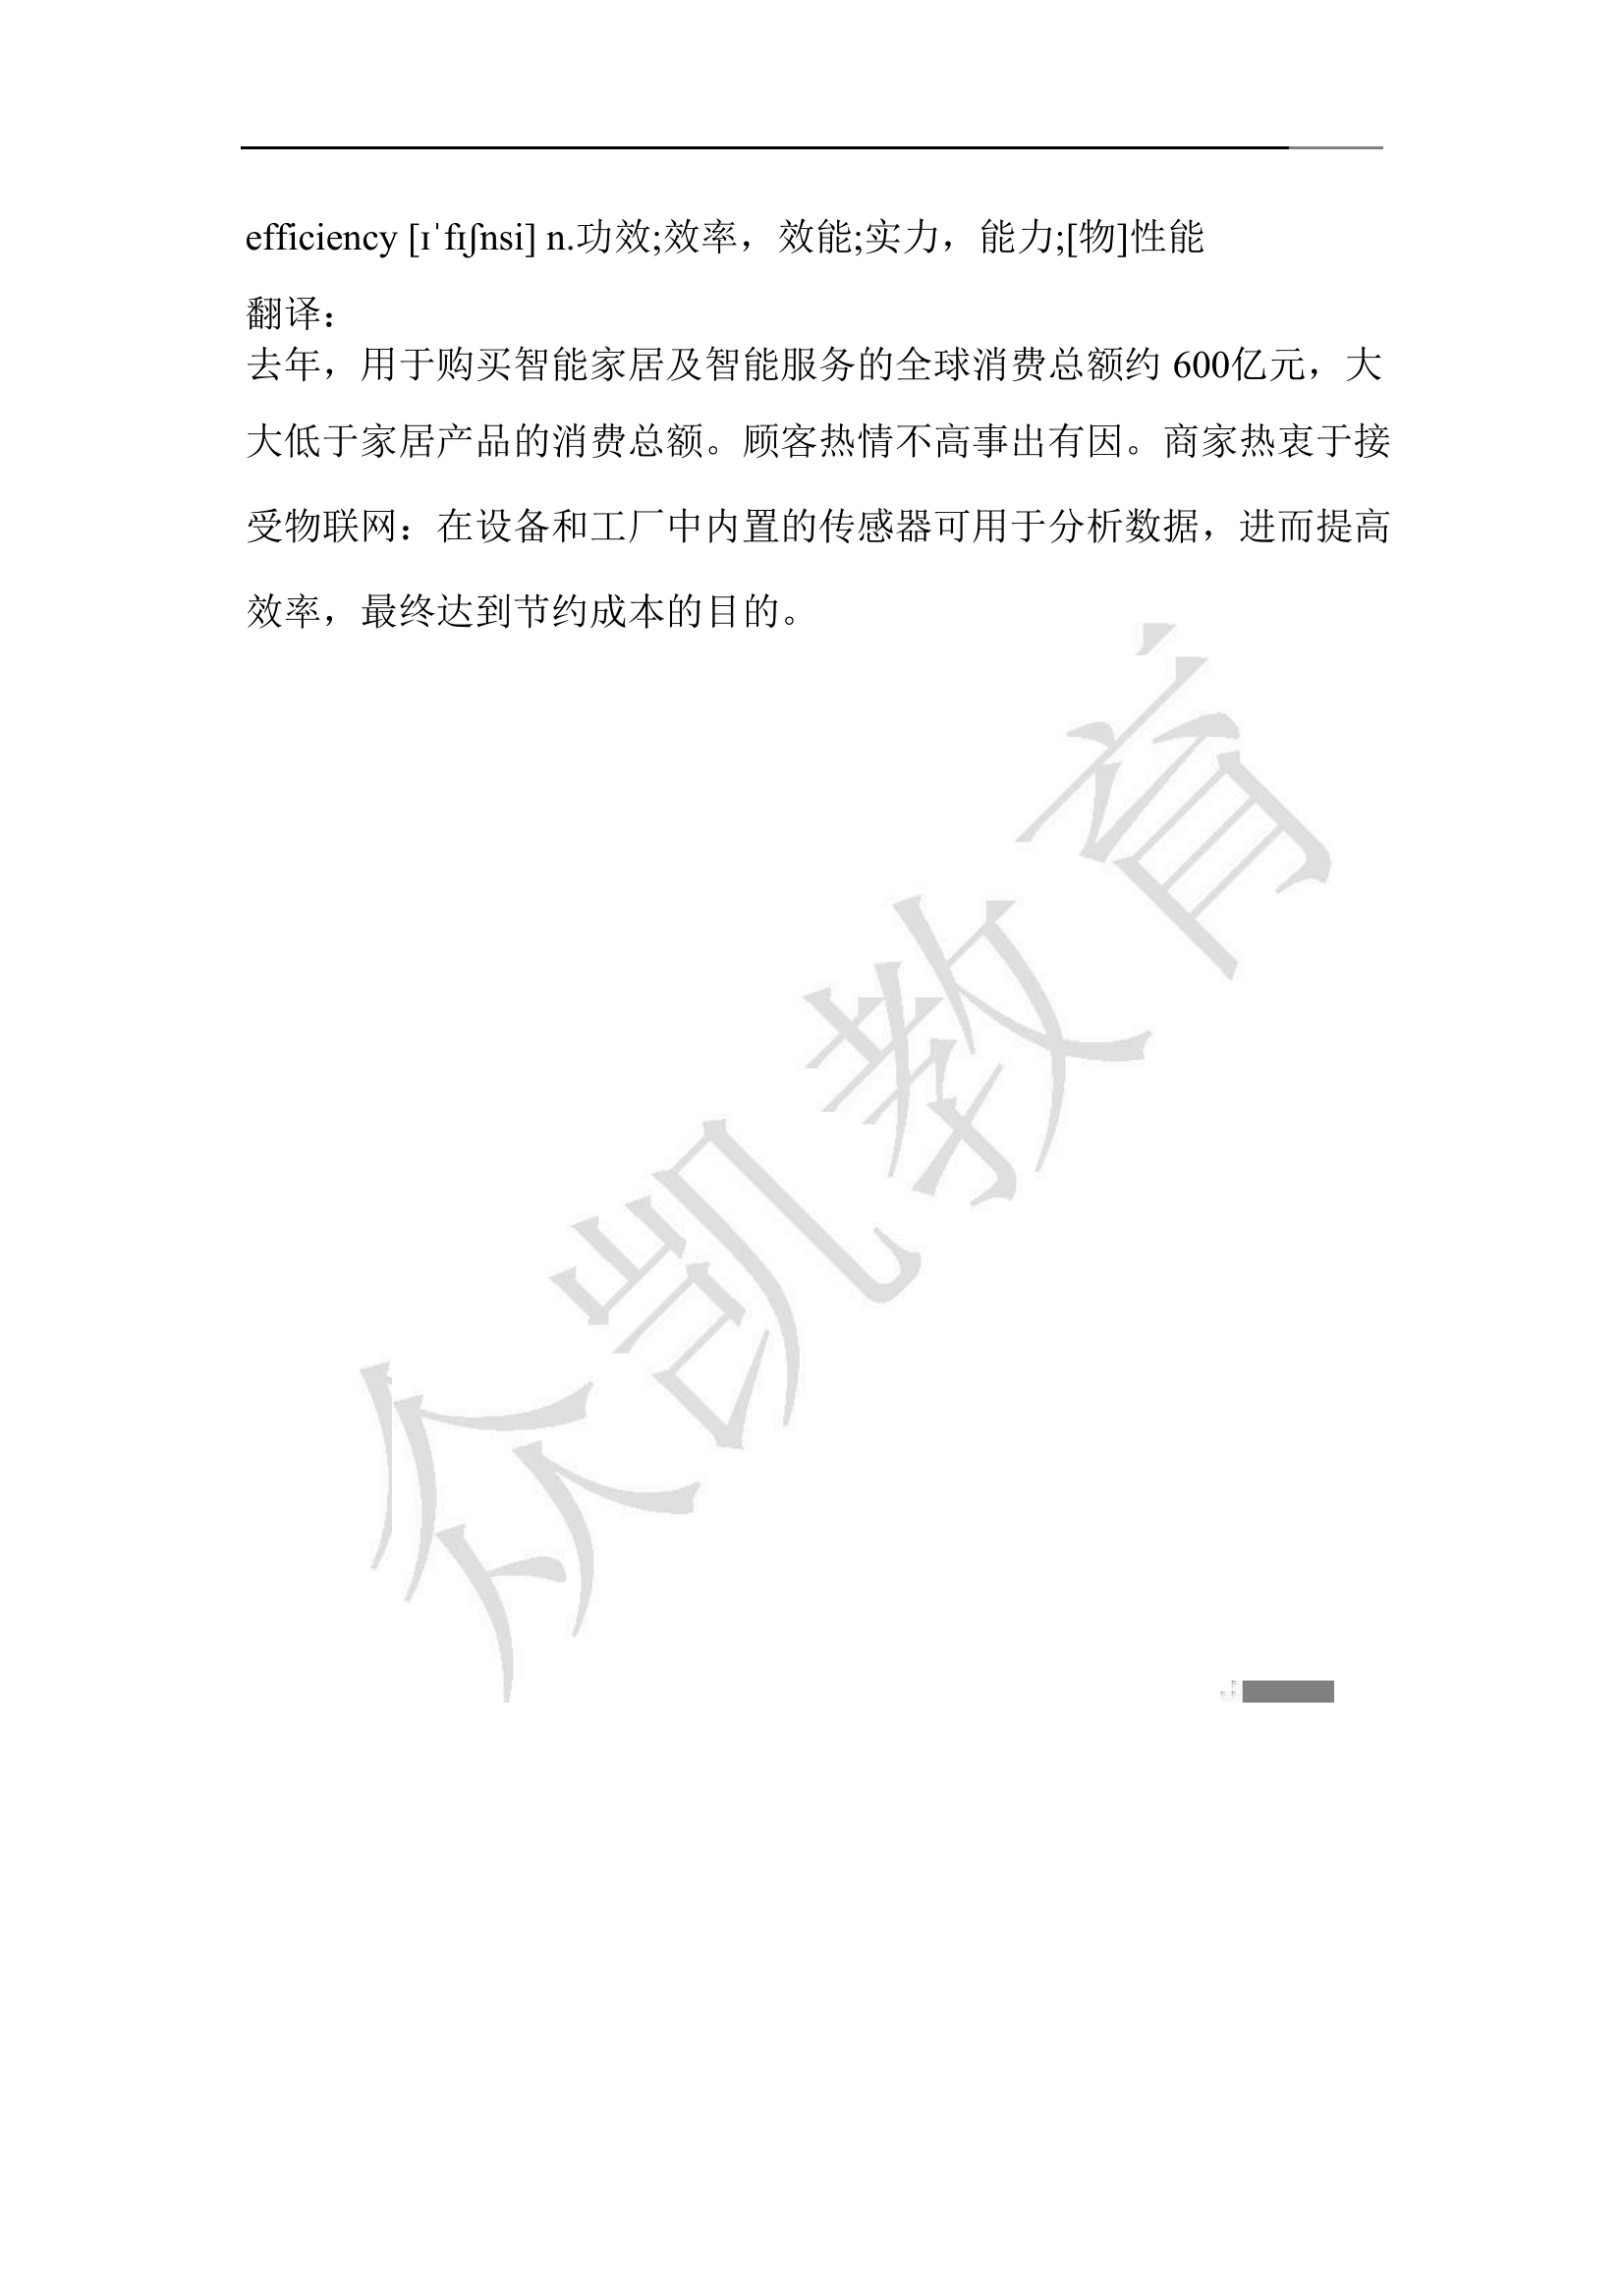 efficiency [ɪˈfɪʃnsi] n.功效;效率，效能;实力，能力;[物]性能
翻译：
去年，用于购买智能家居及智能服务的全球消费总额约 600亿元，大
大低于家居产品的消费总额。顾客热情不高事出有因。商家热衷于接
受物联网：在设备和工厂中内置的传感器可用于分析数据，进而提高
效率，最终达到节约成本的目的。
众凯教育